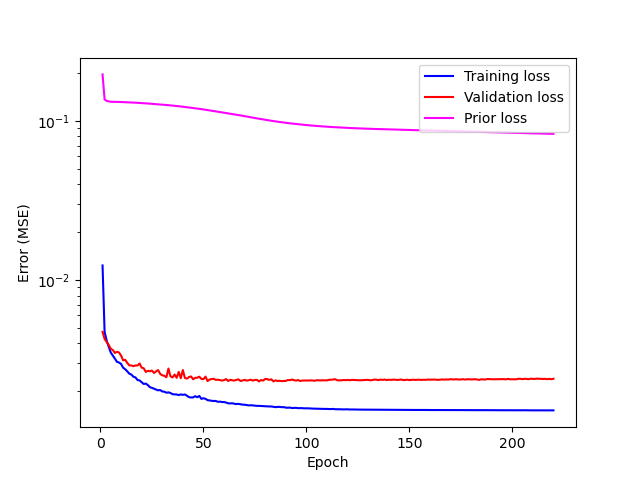 Training loss
Validation loss
Prior loss
10⁻¹
10⁻²
Error (MSE)
0 50 100 150 200
Epoch